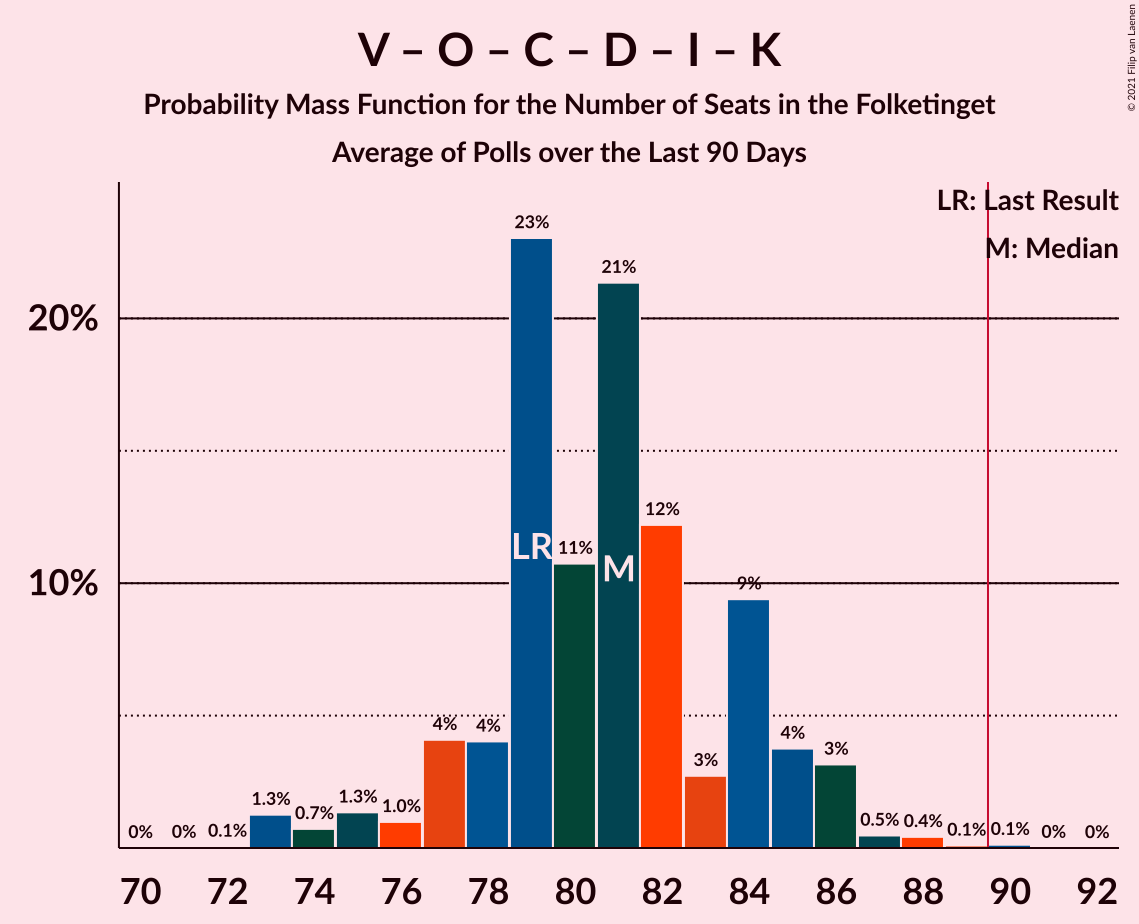 V – O – C – D – I – K
Probability Mass Function for the Number of Seats in the Folketinget
Average of Polls over the Last 90 Days
© 2021 Filip van Laenen
LR: Last Result
M: Median
20%
10%
0% 0% 0.1% 1.3% 0.7% 1.3% 1.0% 4% 4% 23% 11% 21% 12% 3% 9% 4% 3% 0.5% 0.4% 0.1% 0.1% 0% 0%
LR M
70 72 74 76 78 80 82 84 86 88 90 92